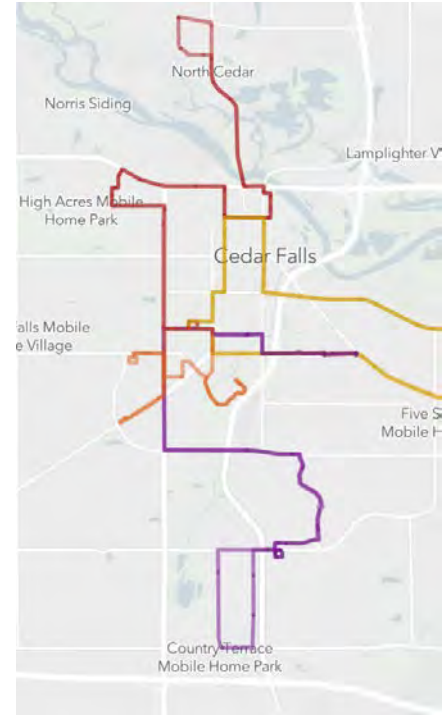 North Cedar
Norris Siding
Lamplighter V
High Acres Mobile
Home Park
Cedar Falls
alls Mobile
e Village
Five S
Mobile H
Country Terrace
Mobile Home Park